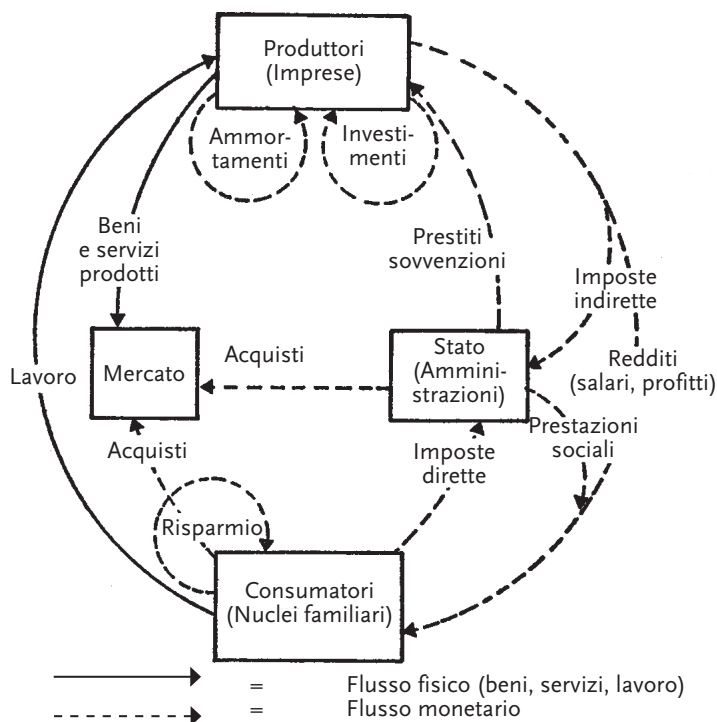 Produttori
(Imprese)
Ammor-
tamenti
Investi-
menti
Beni
e servizi
prodotti
Prestiti
sovvenzioni
Imposte
indirette
Lavoro
Mercato
Acquisti
Stato
(Ammini-
strazioni)
Redditi
(salari, profitti)
Acquisti
Imposte
dirette
Prestazioni
sociali
Risparmio
Consumatori
(Nuclei familiari)
= Flusso fisico (beni, servizi, lavoro)
= Flusso monetario